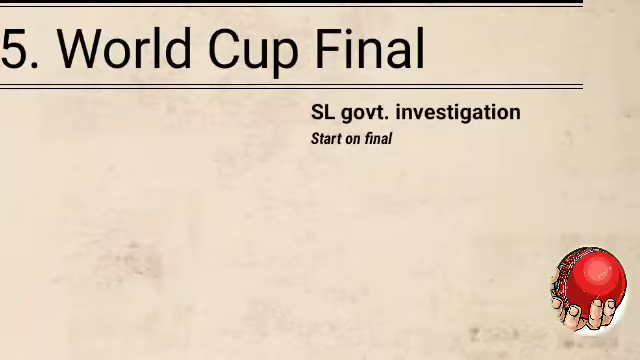 5. World Cup Final
SL govt. investigation
Start on final